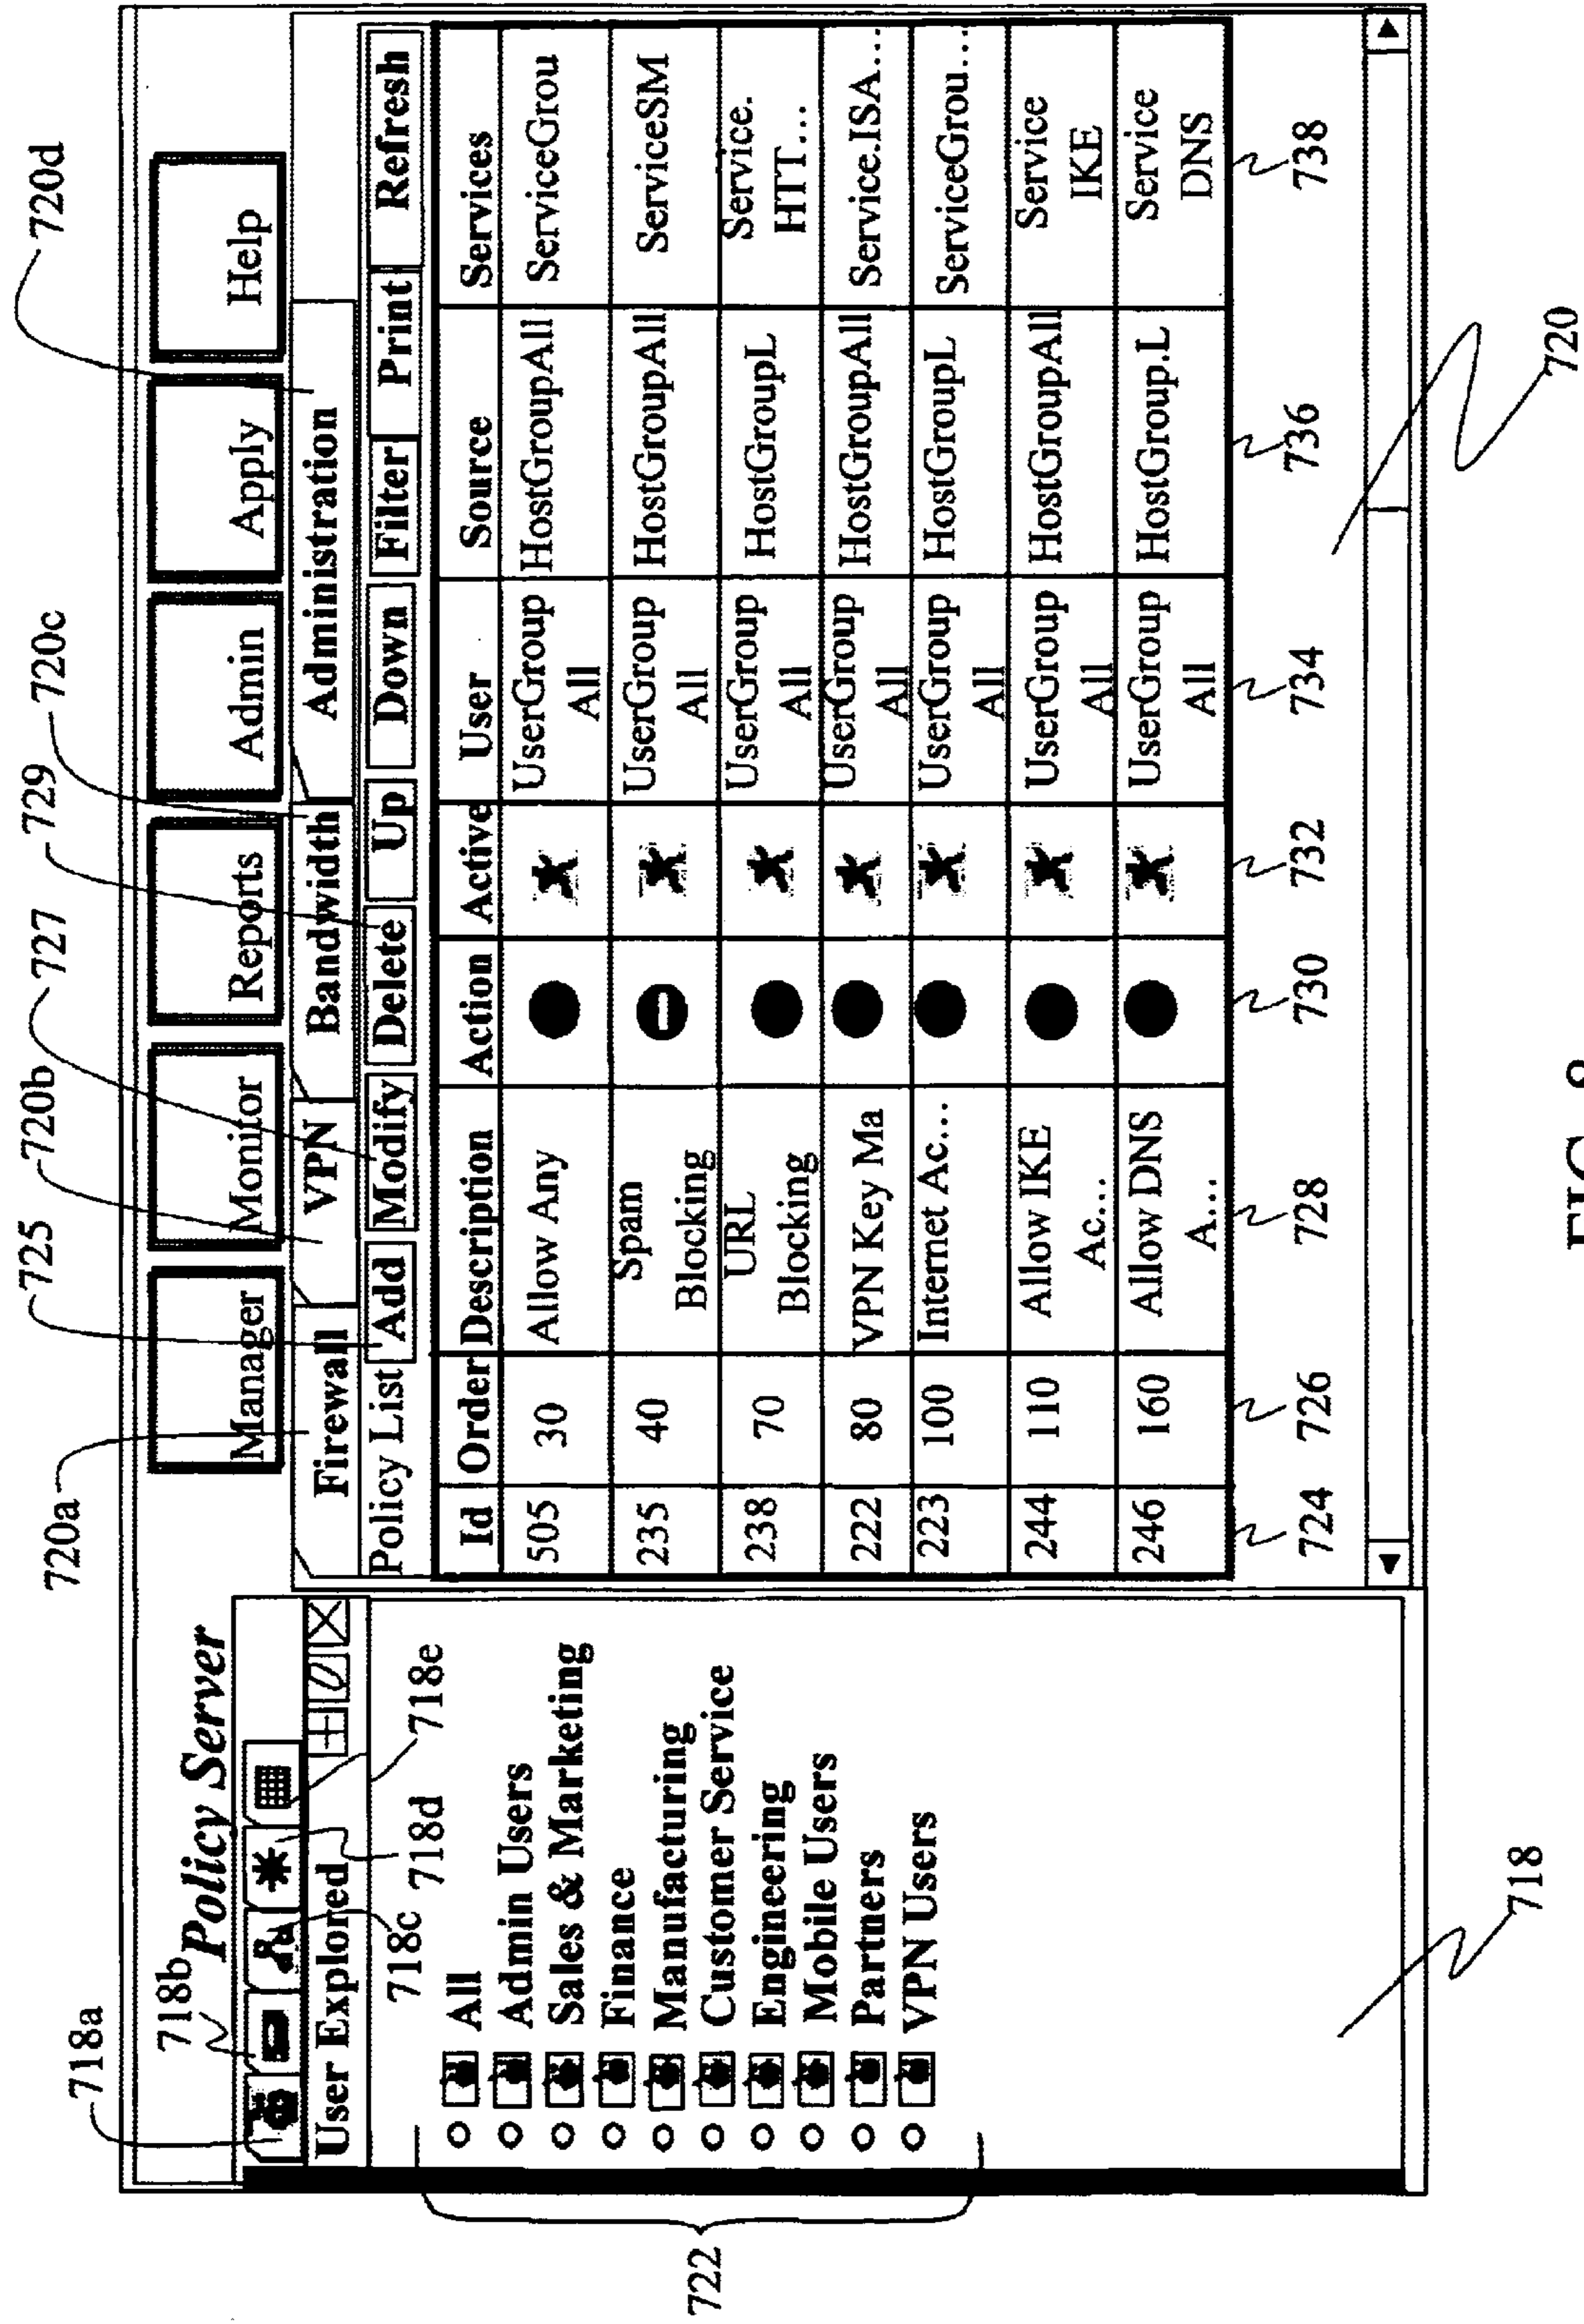 720d
720c
729
727
720b
725
720a
718a
718b
Policy Server
Manager
Monitor
Reports
Admin
Apply
Help
Firewall
VPN
Bandwidth
Administration
User Explored
718c
718d
718e
Policy List
Add
Modify
Delete
Up
Down
Filter
Print
Refresh
All
Admin Users
Sales & Marketing
Finance
Manufacturing
Customer Service
Engineering
Mobile Users
Partners
VPN Users
722
Id Order Description Action Active User Source Services
505 30 Allow Any UserGroup HostGroupAll ServiceGrou
All
235 40 Spam UserGroup HostGroupAll ServiceSM
Blocking All
238 70 URL UserGroup HostGroupL Service.
Blocking All HTT...
222 80 VPN Key Ma UserGroup HostGroupAll Service.ISA...
All
223 100 Internet Ac... UserGroup HostGroupL ServiceGrou...
All
244 110 Allow IKE UserGroup HostGroupAll Service
Ac... All IKE
246 160 Allow DNS UserGroup HostGroup.L Service
A... All DNS
724 726 728 730 732 734 736 738
718
720
FIG. 8